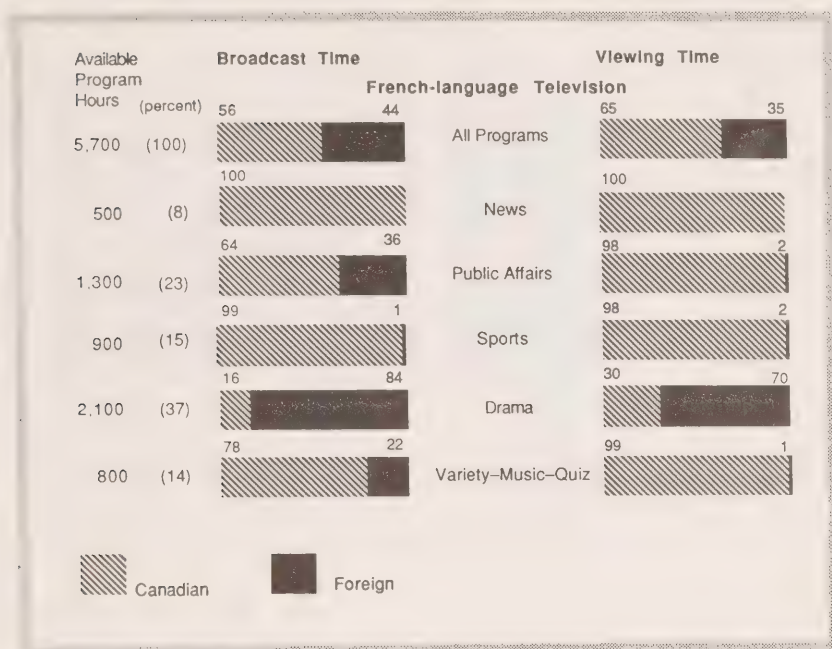 Available Broadcast Time Viewing Time
Program
French-language Television
Hours (percent)
56 44 65 35
5,700 (100) All Programs
100 100
500 (8) News
64 36 98 2
1,300 (23) Public Affairs
99 1 98 2
900 (15) Sports
16 84 30 70
2,100 (37) Drama
78 22 99 1
800 (14) Variety–Music–Quiz
Canadian Foreign